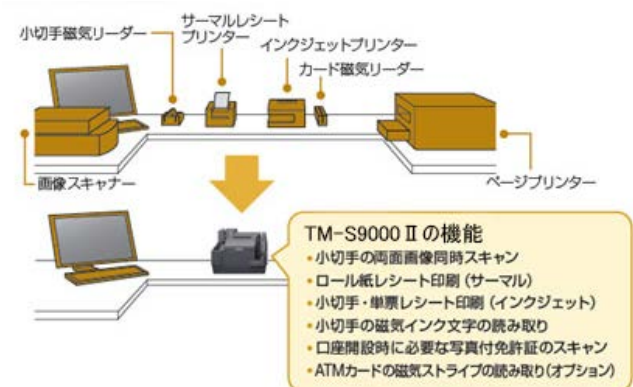 小切手磁気リーダー
サーマルレシート
プリンター
インクジェットプリンター
カード磁気リーダー
画像スキャナー
ページプリンター
TM-S9000Ⅱの機能
・小切手の両面画像同時スキャン
・ロール紙レシート印刷(サーマル)
・小切手・単票レシート印刷(インクジェット)
・小切手の磁気インク文字の読み取り
・口座開設時に必要な写真付免許証のスキャン
・ATMカードの磁気ストライプの読み取り(オプション)